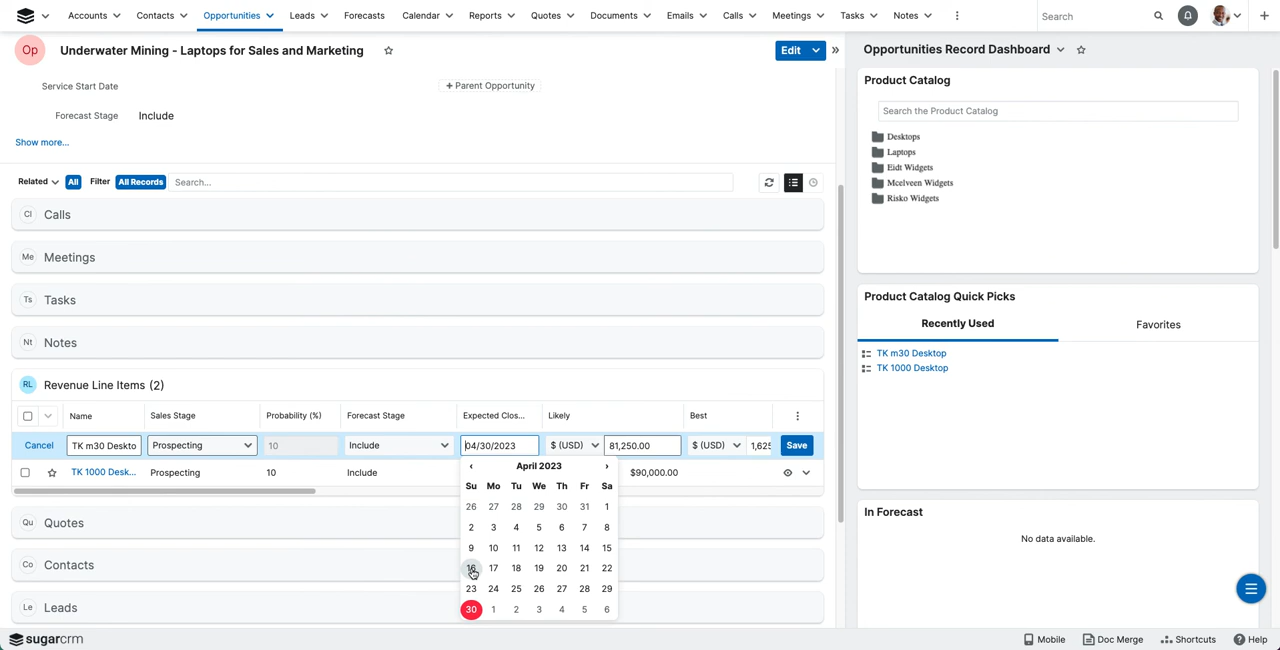 Accounts Contacts Opportunities Leads Forecasts Calendar Reports Quotes Documents Emails Calls Meetings Tasks Notes Search
Op Underwater Mining - Laptops for Sales and Marketing Edit
Service Start Date + Parent Opportunity
Forecast Stage Include
Show more...
Related All Filter All Records Search...
Cl Calls
Me Meetings
Ts Tasks
Nt Notes
RL Revenue Line Items (2)
Name Sales Stage Probability (%) Forecast Stage Expected Clos... Likely Best
Cancel TK m30 Deskto Prospecting 10 Include 04/30/2023 $ (USD) 81,250.00 $ (USD) 1,625 Save
TK 1000 Desk... Prospecting 10 Include $90,000.00
‹ April 2023 ›
Su Mo Tu We Th Fr Sa
26 27 28 29 30 31 1
2 3 4 5 6 7 8
9 10 11 12 13 14 15
16 17 18 19 20 21 22
23 24 25 26 27 28 29
30 1 2 3 4 5 6
Qu Quotes
Co Contacts
Le Leads
Opportunities Record Dashboard
Product Catalog
Search the Product Catalog
Desktops
Laptops
Eidt Widgets
Mcelveen Widgets
Risko Widgets
Product Catalog Quick Picks
Recently Used Favorites
TK m30 Desktop
TK 1000 Desktop
In Forecast
No data available.
sugarcrm Mobile Doc Merge Shortcuts Help